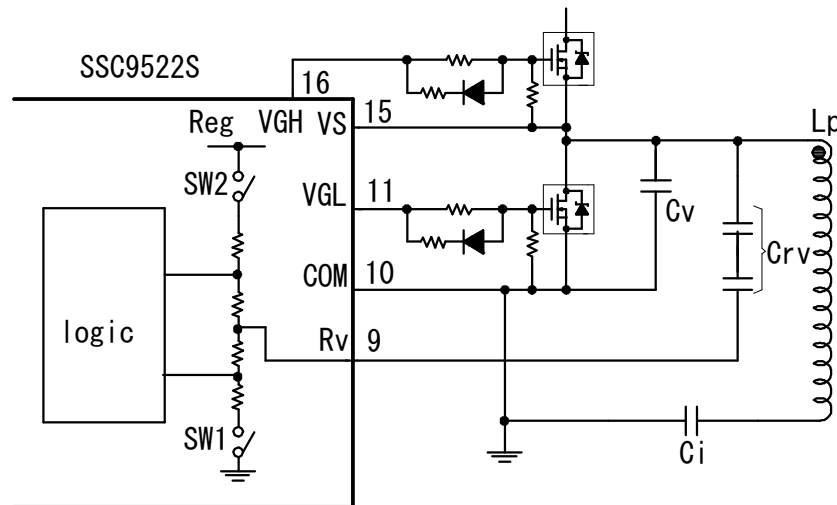 SSC9522S
16
Reg VGH VS 15
Lp
SW2
VGL 11
Cv
Crv
COM 10
logic
Rv 9
SW1
Ci